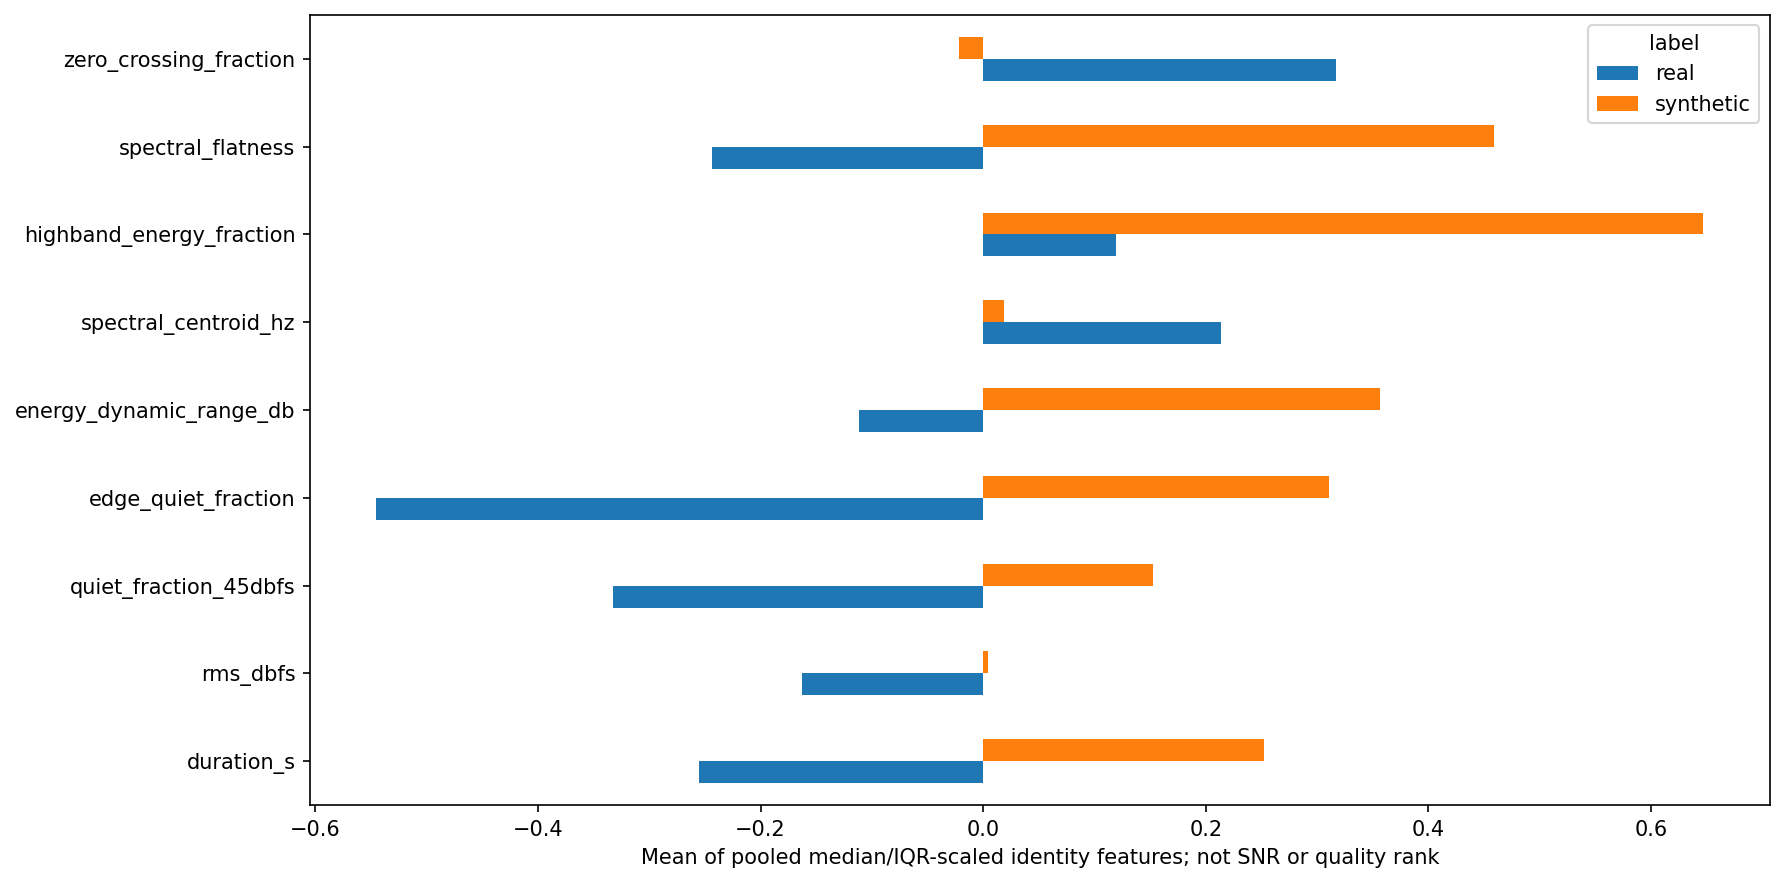 label
real
synthetic
zero_crossing_fraction
spectral_flatness
highband_energy_fraction
spectral_centroid_hz
energy_dynamic_range_db
edge_quiet_fraction
quiet_fraction_45dbfs
rms_dbfs
duration_s
−0.6 −0.4 −0.2 0.0 0.2 0.4 0.6
Mean of pooled median/IQR-scaled identity features; not SNR or quality rank